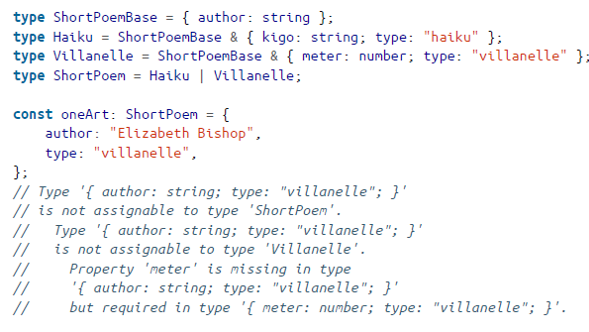 type ShortPoemBase = { author: string };
type Haiku = ShortPoemBase & { kigo: string; type: "haiku" };
type Villanelle = ShortPoemBase & { meter: number; type: "villanelle" };
type ShortPoem = Haiku | Villanelle;

const oneArt: ShortPoem = {
    author: "Elizabeth Bishop",
    type: "villanelle",
};
// Type '{ author: string; type: "villanelle"; }'
// is not assignable to type 'ShortPoem'.
//   Type '{ author: string; type: "villanelle"; }'
//   is not assignable to type 'Villanelle'.
//     Property 'meter' is missing in type
//     '{ author: string; type: "villanelle"; }'
//     but required in type '{ meter: number; type: "villanelle"; }'.